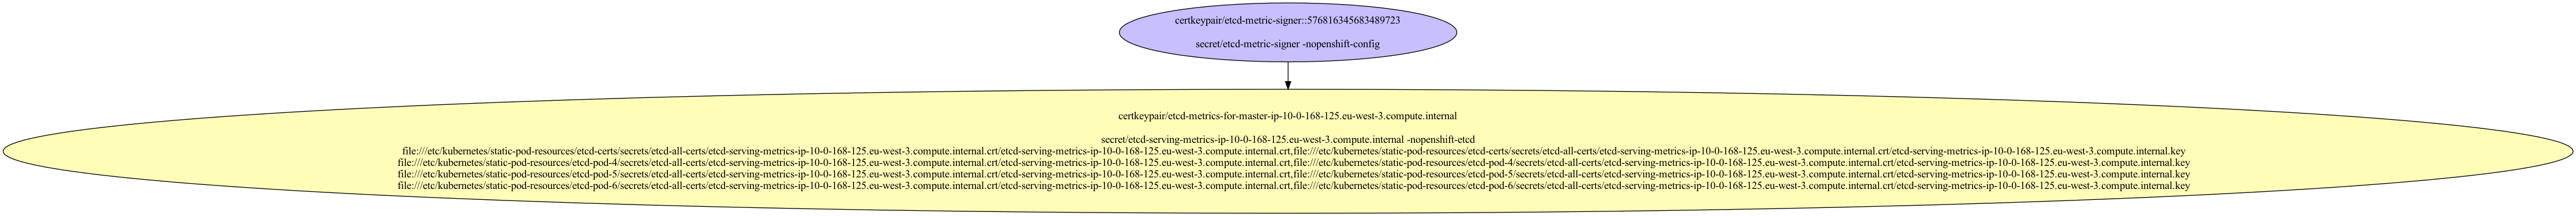 certkeypair/etcd-metric-signer::576816345683489723
secret/etcd-metric-signer -nopenshift-config
certkeypair/etcd-metrics-for-master-ip-10-0-168-125.eu-west-3.compute.internal
secret/etcd-serving-metrics-ip-10-0-168-125.eu-west-3.compute.internal -nopenshift-etcd
file:///etc/kubernetes/static-pod-resources/etcd-certs/secrets/etcd-all-certs/etcd-serving-metrics-ip-10-0-168-125.eu-west-3.compute.internal.crt/etcd-serving-metrics-ip-10-0-168-125.eu-west-3.compute.internal.crt,file:///etc/kubernetes/static-pod-resources/etcd-certs/secrets/etcd-all-certs/etcd-serving-metrics-ip-10-0-168-125.eu-west-3.compute.internal.crt/etcd-serving-metrics-ip-10-0-168-125.eu-west-3.compute.internal.key
file:///etc/kubernetes/static-pod-resources/etcd-pod-4/secrets/etcd-all-certs/etcd-serving-metrics-ip-10-0-168-125.eu-west-3.compute.internal.crt/etcd-serving-metrics-ip-10-0-168-125.eu-west-3.compute.internal.crt,file:///etc/kubernetes/static-pod-resources/etcd-pod-4/secrets/etcd-all-certs/etcd-serving-metrics-ip-10-0-168-125.eu-west-3.compute.internal.crt/etcd-serving-metrics-ip-10-0-168-125.eu-west-3.compute.internal.key
file:///etc/kubernetes/static-pod-resources/etcd-pod-5/secrets/etcd-all-certs/etcd-serving-metrics-ip-10-0-168-125.eu-west-3.compute.internal.crt/etcd-serving-metrics-ip-10-0-168-125.eu-west-3.compute.internal.crt,file:///etc/kubernetes/static-pod-resources/etcd-pod-5/secrets/etcd-all-certs/etcd-serving-metrics-ip-10-0-168-125.eu-west-3.compute.internal.crt/etcd-serving-metrics-ip-10-0-168-125.eu-west-3.compute.internal.key
file:///etc/kubernetes/static-pod-resources/etcd-pod-6/secrets/etcd-all-certs/etcd-serving-metrics-ip-10-0-168-125.eu-west-3.compute.internal.crt/etcd-serving-metrics-ip-10-0-168-125.eu-west-3.compute.internal.crt,file:///etc/kubernetes/static-pod-resources/etcd-pod-6/secrets/etcd-all-certs/etcd-serving-metrics-ip-10-0-168-125.eu-west-3.compute.internal.crt/etcd-serving-metrics-ip-10-0-168-125.eu-west-3.compute.internal.key